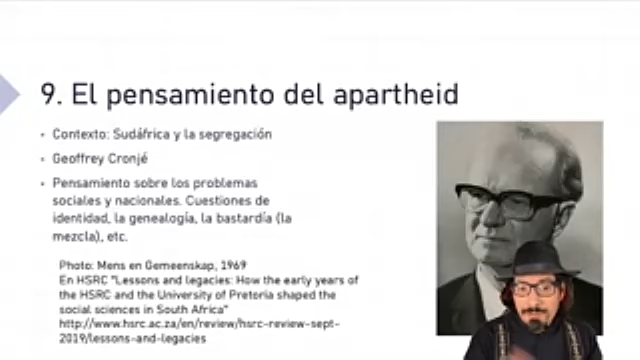 9. El pensamiento del apartheid
• Contexto: Sudáfrica y la segregación
• Geoffrey Cronjé
• Pensamiento sobre los problemas
sociales y nacionales. Cuestiones de
identidad, la genealogía, la bastardía (la
mezcla), etc.
Photo: Mens en Gemeenskap, 1969
En HSRC "Lessons and legacies: How the early years of
the HSRC and the University of Pretoria shaped the
social sciences in South Africa"
http://www.hsrc.ac.za/en/review/hsrc-review-sept-
2019/lessons-and-legacies